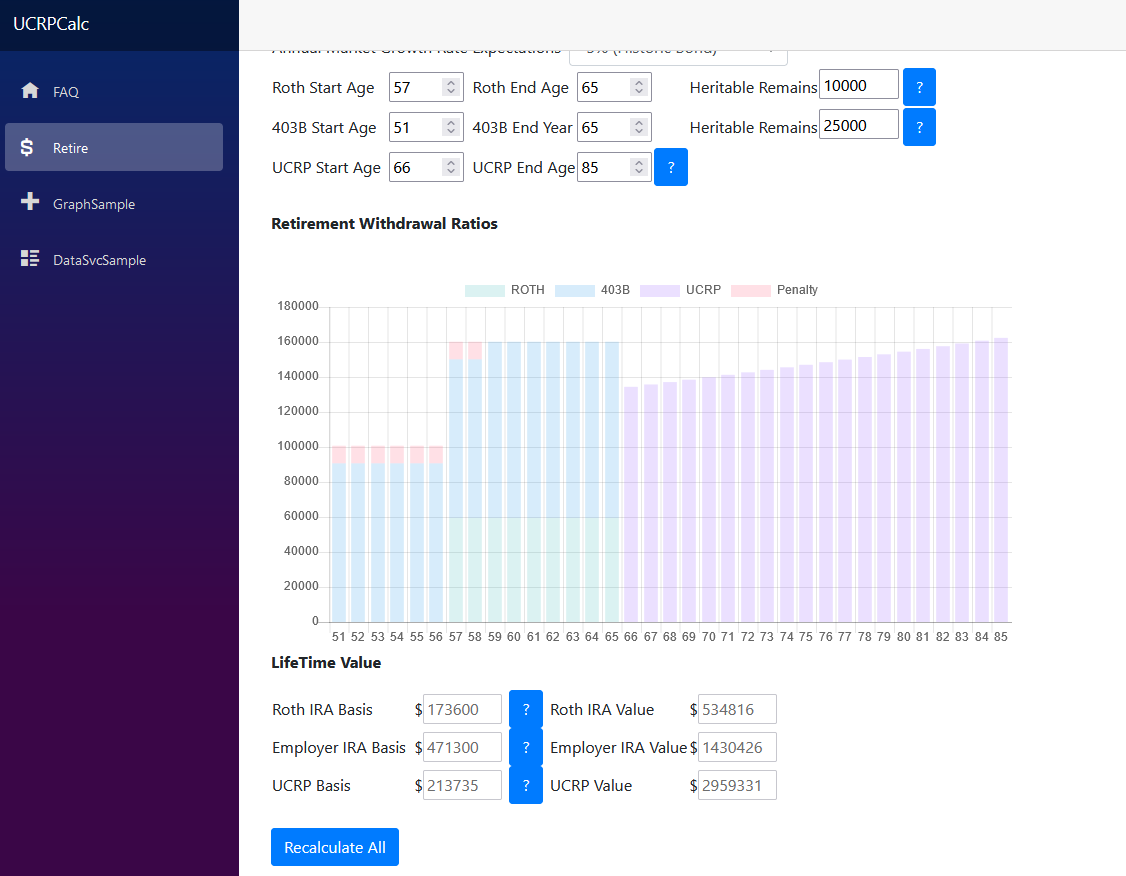 UCRPCalc
FAQ
Retire
GraphSample
DataSvcSample
Annual Market Growth Rate Expectations 5% (Historic Bond)
Roth Start Age 57 Roth End Age 65 Heritable Remains 10000 ?
403B Start Age 51 403B End Year 65 Heritable Remains 25000 ?
UCRP Start Age 66 UCRP End Age 85 ?
Retirement Withdrawal Ratios
ROTH 403B UCRP Penalty
180000
160000
140000
120000
100000
80000
60000
40000
20000
0
51 52 53 54 55 56 57 58 59 60 61 62 63 64 65 66 67 68 69 70 71 72 73 74 75 76 77 78 79 80 81 82 83 84 85
LifeTime Value
Roth IRA Basis $ 173600 ? Roth IRA Value $ 534816
Employer IRA Basis $ 471300 ? Employer IRA Value $ 1430426
UCRP Basis $ 213735 ? UCRP Value $ 2959331
Recalculate All